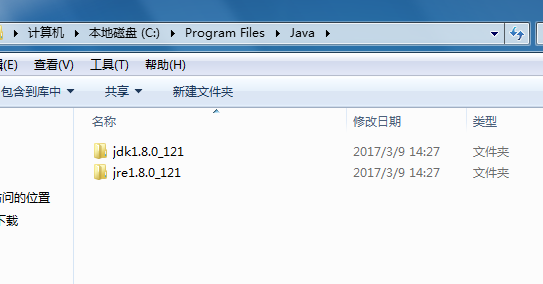 计算机 本地磁盘 (C:) Program Files Java
(E) 查看(V) 工具(T) 帮助(H)
包含到库中 共享 新建文件夹
名称 修改日期 类型
jdk1.8.0_121 2017/3/9 14:27 文件夹
jre1.8.0_121 2017/3/9 14:27 文件夹
问的位置
下载